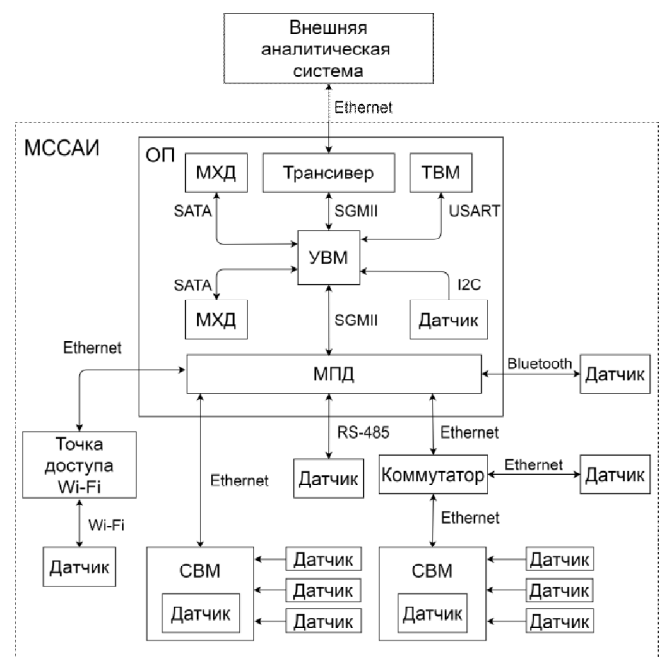 Внешняя
аналитическая
система
Ethernet
МССАИ
ОП
МХД
Трансивер
ТВМ
SATA
SGMII
USART
УВМ
SATA
I2C
МХД
SGMII
Датчик
Ethernet
МПД
Bluetooth
Датчик
RS-485
Ethernet
Точка
доступа
Wi-Fi
Ethernet
Датчик
Коммутатор
Ethernet
Датчик
Wi-Fi
Ethernet
Датчик
СВМ
Датчик
Датчик
Датчик
Датчик
СВМ
Датчик
Датчик
Датчик
Датчик